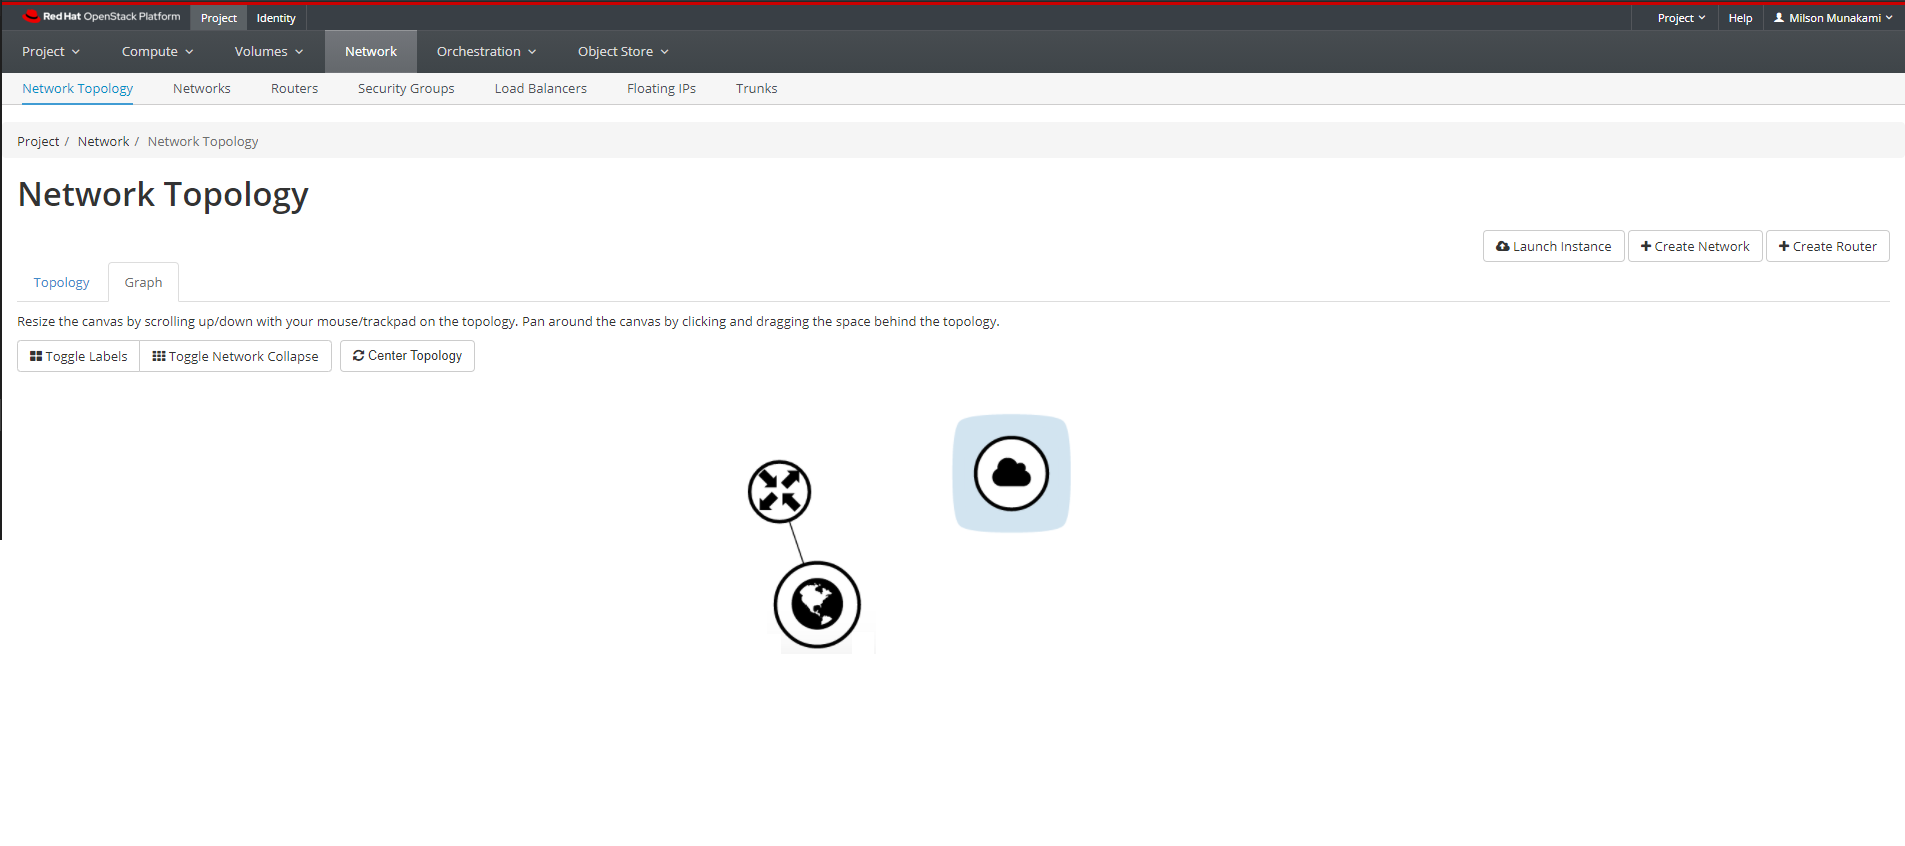 Red Hat OpenStack Platform Project Identity Project Help Milson Munakami
Project Compute Volumes Network Orchestration Object Store
Network Topology Networks Routers Security Groups Load Balancers Floating IPs Trunks
Project / Network / Network Topology
Network Topology
Launch Instance + Create Network + Create Router
Topology Graph
Resize the canvas by scrolling up/down with your mouse/trackpad on the topology. Pan around the canvas by clicking and dragging the space behind the topology.
Toggle Labels Toggle Network Collapse Center Topology